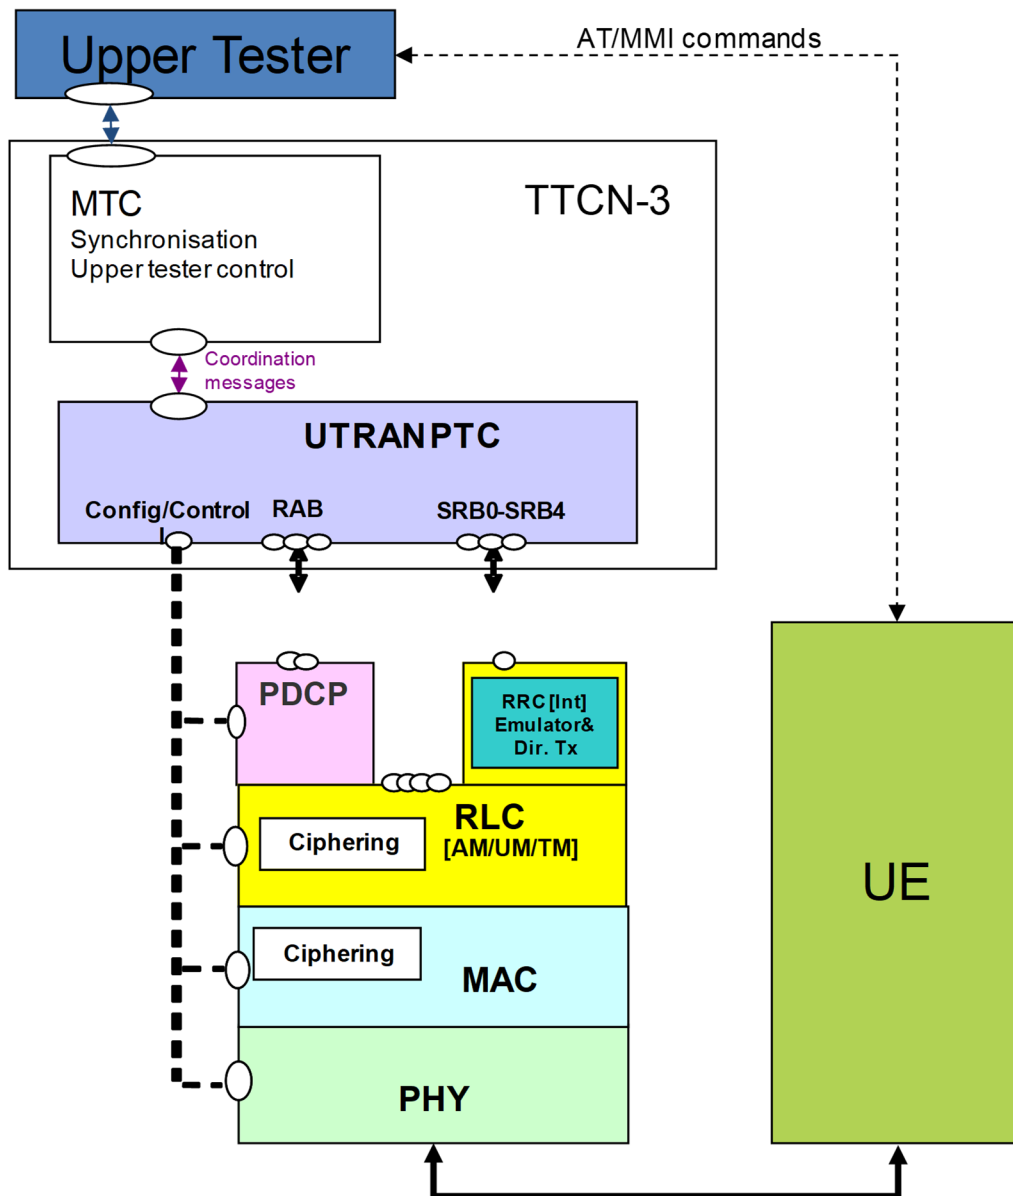 Upper Tester
AT/MMI commands
TTCN-3
MTC
Synchronisation
Upper tester control
Coordination
messages
UTRAN PTC
Config/Control
RAB
SRB0-SRB4
PDCP
RRC [Int]
Emulator&
Dir. Tx
RLC
[AM/UM/TM]
Ciphering
Ciphering
MAC
PHY
UE